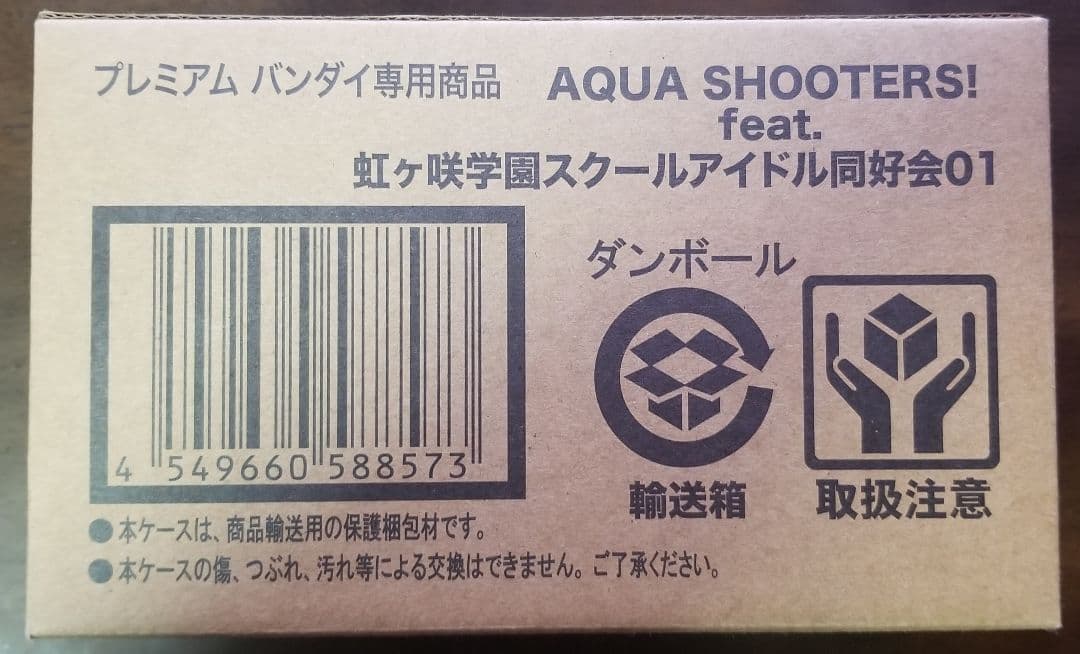 プレミアム バンダイ専用商品
AQUA SHOOTERS!
feat.
虹ヶ咲学園スクールアイドル同好会01
4 549660 588573
ダンボール
輸送箱
取扱注意
●本ケースは、商品輸送用の保護梱包材です。
●本ケースの傷、つぶれ、汚れ等による交換はできません。ご了承ください。